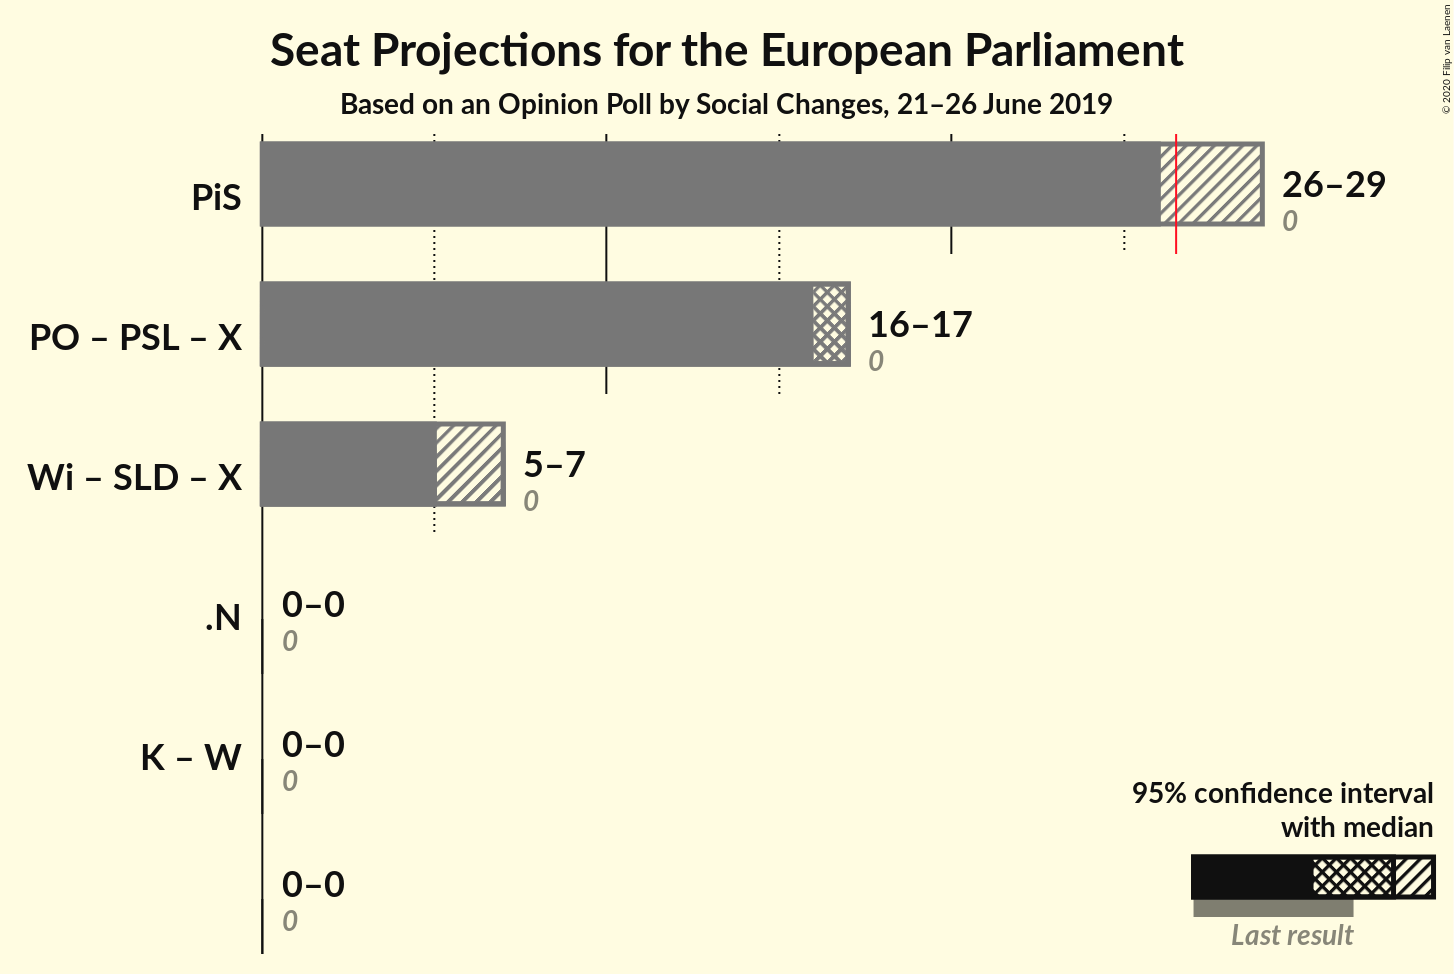 Seat Projections for the European Parliament
Based on an Opinion Poll by Social Changes, 21–26 June 2019
© 2020 Filip van Laenen
PiS
26–29
0
PO – PSL – X
16–17
0
Wi – SLD – X
5–7
0
.N
0–0
0
K – W
0–0
0
0–0
0
95% confidence interval
with median
Last result